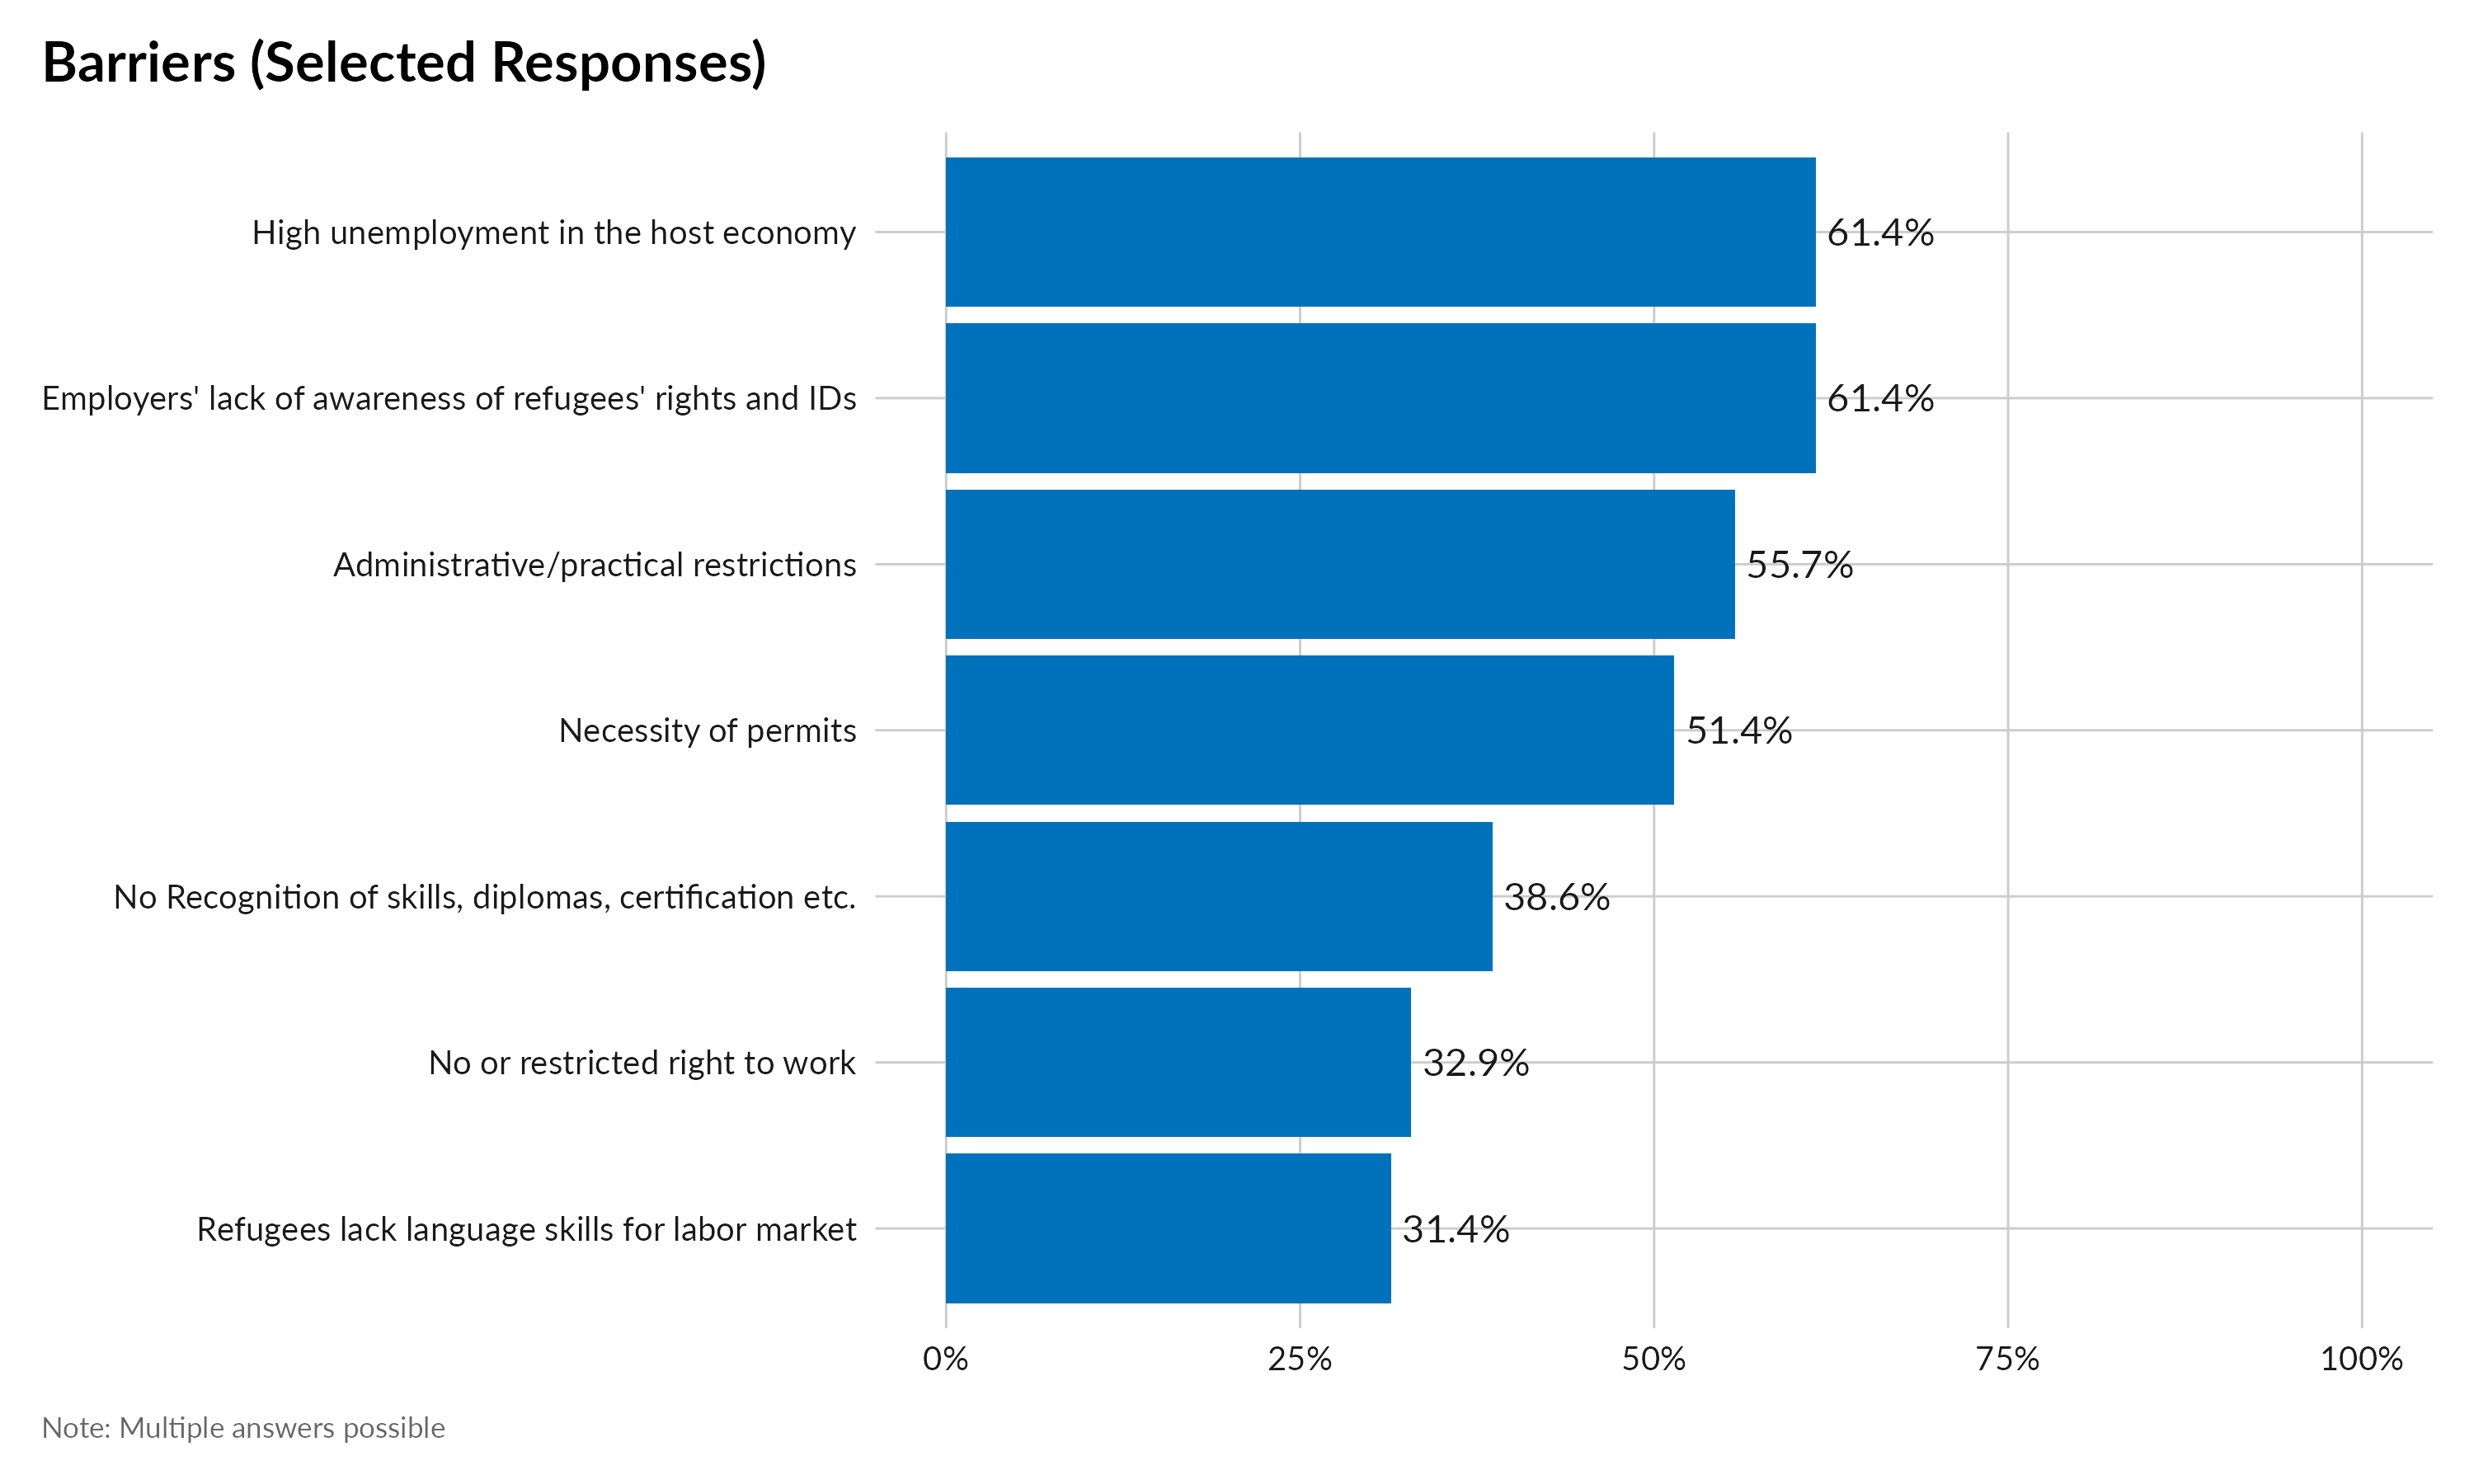 Barriers (Selected Responses)
High unemployment in the host economy 61.4%
Employers' lack of awareness of refugees' rights and IDs 61.4%
Administrative/practical restrictions 55.7%
Necessity of permits 51.4%
No Recognition of skills, diplomas, certification etc. 38.6%
No or restricted right to work 32.9%
Refugees lack language skills for labor market 31.4%
0% 25% 50% 75% 100%
Note: Multiple answers possible